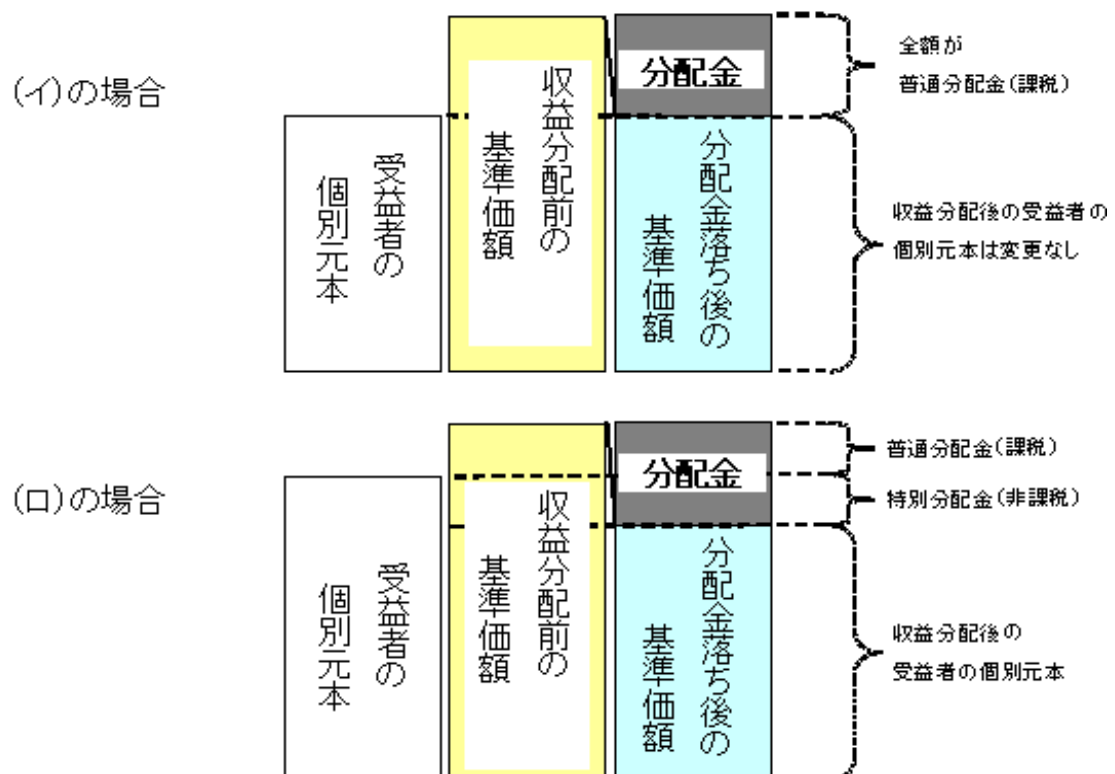 (イ)の場合
受益者の
個別元本
収益分配前の
基準価額
分配金
分配金落ち後の
基準価額
全額が
普通分配金(課税)
収益分配後の受益者の
個別元本は変更なし
(ロ)の場合
受益者の
個別元本
収益分配前の
基準価額
分配金
分配金落ち後の
基準価額
普通分配金(課税)
特別分配金(非課税)
収益分配後の
受益者の個別元本